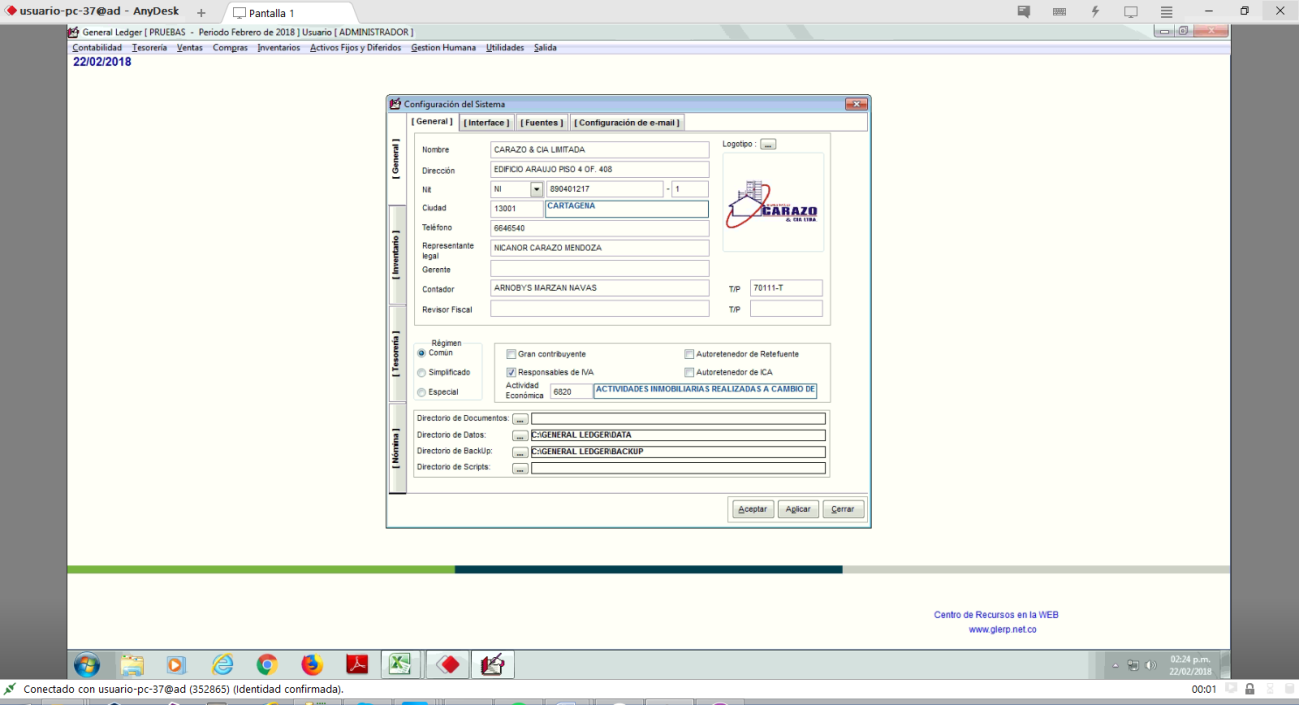 usuario-pc-37@ad - AnyDesk + Pantalla 1
General Ledger [ PRUEBAS - Periodo Febrero de 2018 ] Usuario [ ADMINISTRADOR ]
Contabilidad Tesorería Ventas Compras Inventarios Activos Fijos y Diferidos Gestion Humana Utilidades Salida
22/02/2018
Configuración del Sistema
[ General ] [ Interface ] [ Fuentes ] [ Configuración de e-mail ]
[ General ]
[ Inventario ]
[ Tesorería ]
[ Nómina ]
Nombre CARAZO & CIA LIMITADA
Logotipo : ...
Dirección EDIFICIO ARAUJO PISO 4 OF. 408
Nit NI 890401217 - 1
Ciudad 13001 CARTAGENA
CARAZO
& CIA LTDA
Teléfono 6646540
Representante legal NICANOR CARAZO MENDOZA
Gerente
Contador ARNOBYS MARZAN NAVAS T/P 70111-T
Revisor Fiscal T/P
Régimen
Común
Simplificado
Especial
Gran contribuyente Autoretenedor de Retefuente
Responsables de IVA Autoretenedor de ICA
Actividad Económica 6820 ACTIVIDADES INMOBILIARIAS REALIZADAS A CAMBIO DE
Directorio de Documentos: ...
Directorio de Datos: ... C:\GENERAL LEDGER\DATA
Directorio de BackUp: ... C:\GENERAL LEDGER\BACKUP
Directorio de Scripts: ...
Aceptar Aplicar Cerrar
Centro de Recursos en la WEB
www.glerp.net.co
02:24 p.m.
22/02/2018
Conectado con usuario-pc-37@ad (352865) (Identidad confirmada). 00:01